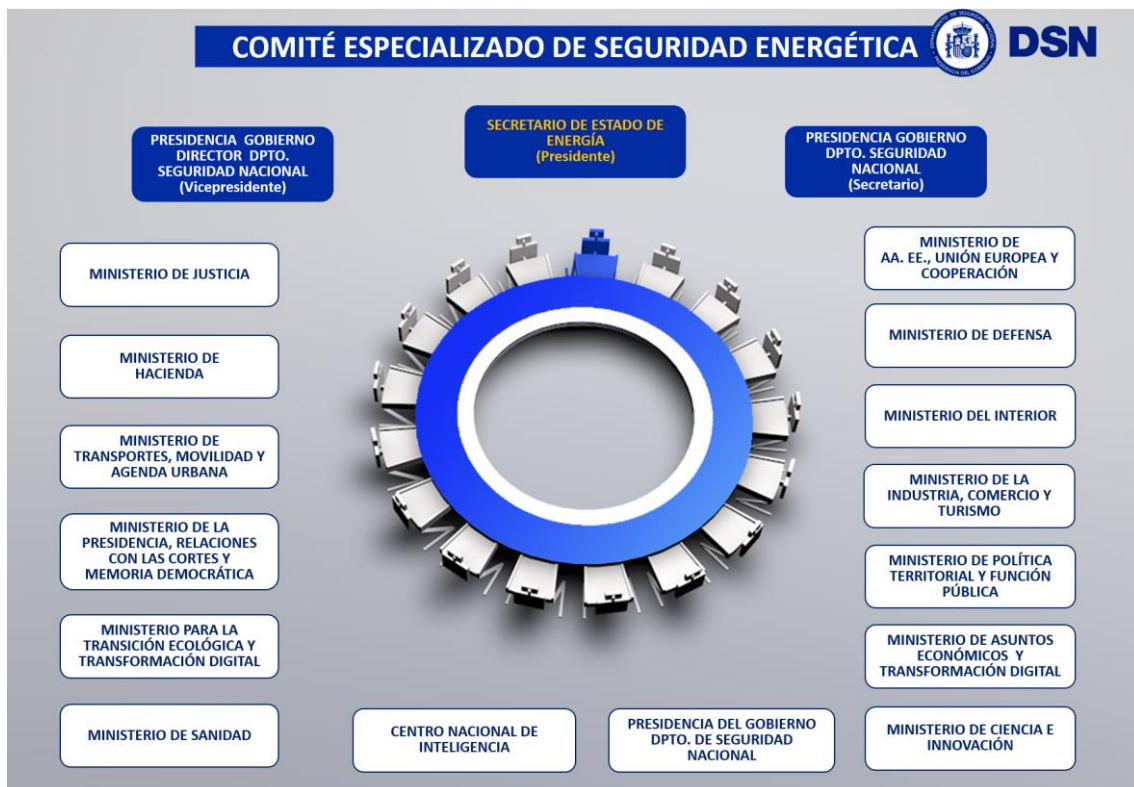 COMITÉ ESPECIALIZADO DE SEGURIDAD ENERGÉTICA
DSN
PRESIDENCIA GOBIERNO
DIRECTOR DPTO.
SEGURIDAD NACIONAL
(Vicepresidente)
SECRETARIO DE ESTADO DE
ENERGÍA
(Presidente)
PRESIDENCIA GOBIERNO
DPTO. SEGURIDAD
NACIONAL
(Secretario)
MINISTERIO DE JUSTICIA
MINISTERIO DE
HACIENDA
MINISTERIO DE
TRANSPORTES, MOVILIDAD Y
AGENDA URBANA
MINISTERIO DE LA
PRESIDENCIA, RELACIONES
CON LAS CORTES Y
MEMORIA DEMOCRÁTICA
MINISTERIO PARA LA
TRANSICIÓN ECOLÓGICA Y
TRANSFORMACIÓN DIGITAL
MINISTERIO DE SANIDAD
CENTRO NACIONAL DE
INTELIGENCIA
PRESIDENCIA DEL GOBIERNO
DPTO. DE SEGURIDAD
NACIONAL
MINISTERIO DE
AA. EE., UNIÓN EUROPEA Y
COOPERACIÓN
MINISTERIO DE DEFENSA
MINISTERIO DEL INTERIOR
MINISTERIO DE LA
INDUSTRIA, COMERCIO Y
TURISMO
MINISTERIO DE POLÍTICA
TERRITORIAL Y FUNCIÓN
PÚBLICA
MINISTERIO DE ASUNTOS
ECONÓMICOS Y
TRANSFORMACIÓN DIGITAL
MINISTERIO DE CIENCIA E
INNOVACIÓN